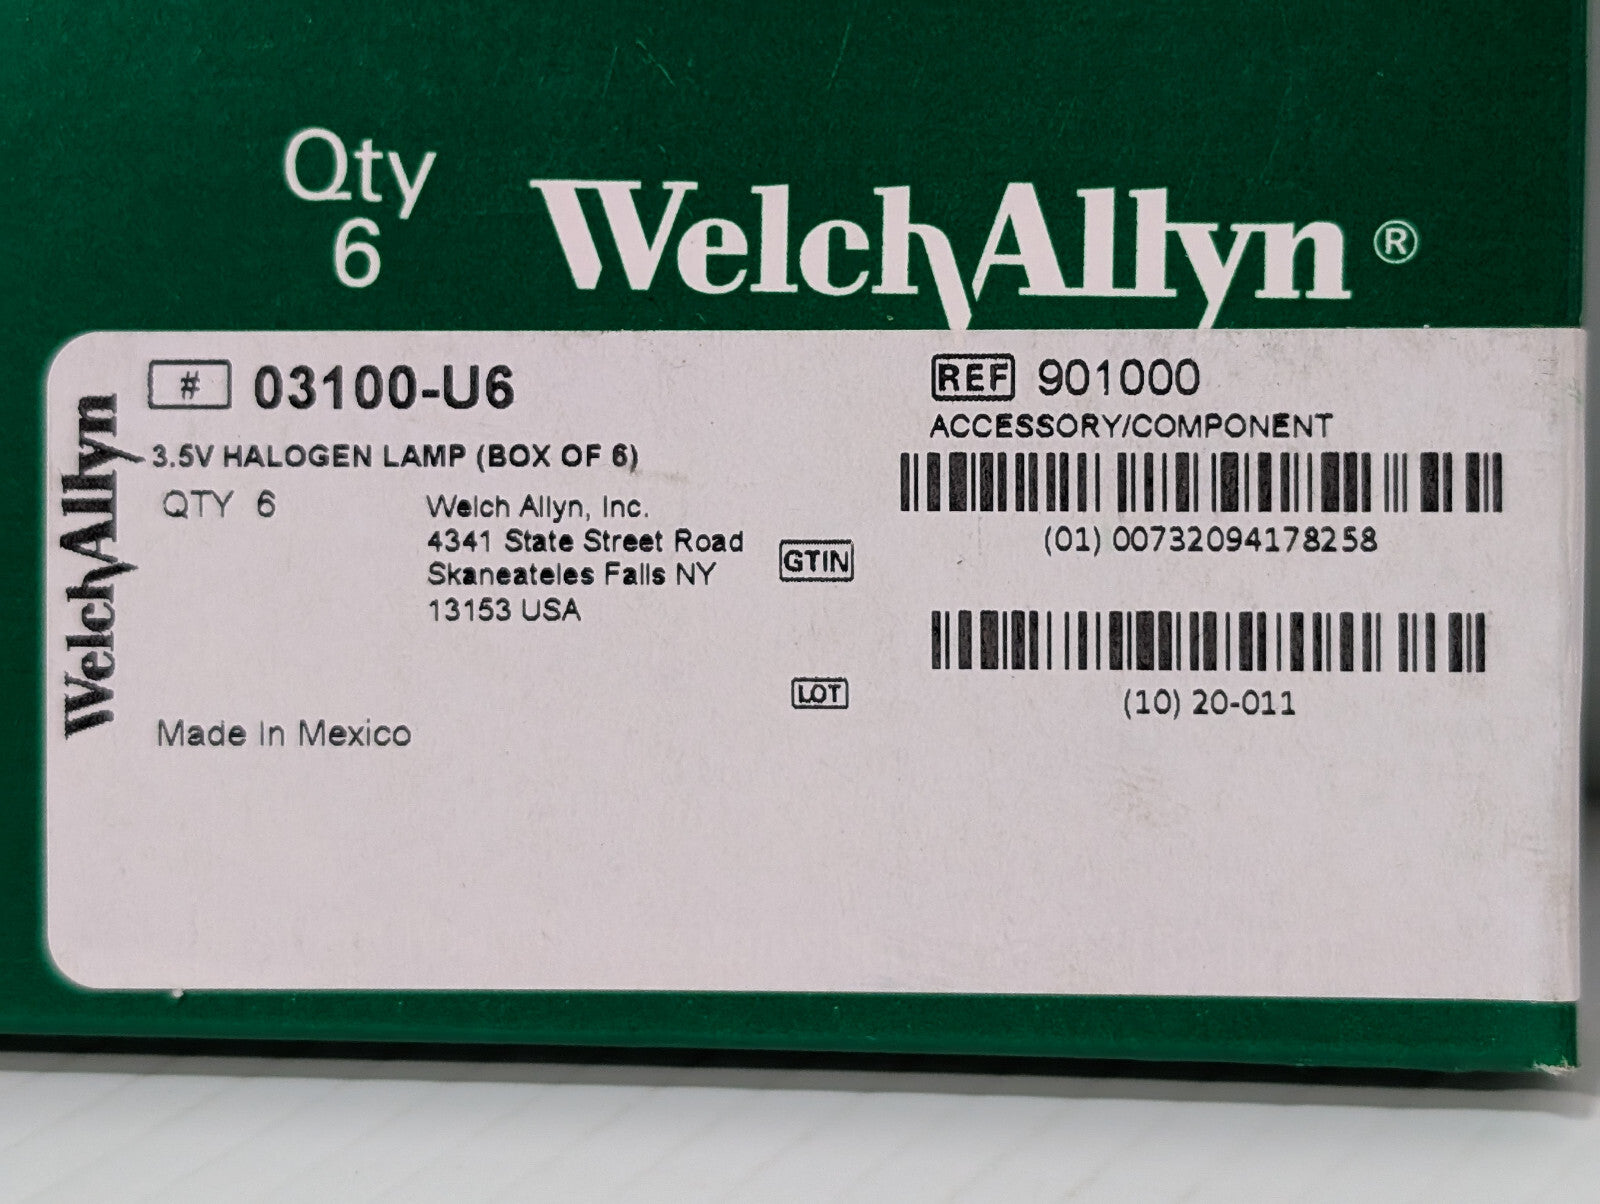 Qty
6
WelchAllyn®
# 03100-U6
3.5V HALOGEN LAMP (BOX OF 6)
QTY 6
Welch Allyn, Inc.
4341 State Street Road
Skaneateles Falls NY
13153 USA
Made In Mexico
WelchAllyn
REF 901000
ACCESSORY/COMPONENT
GTIN
(01) 00732094178258
LOT
(10) 20-011